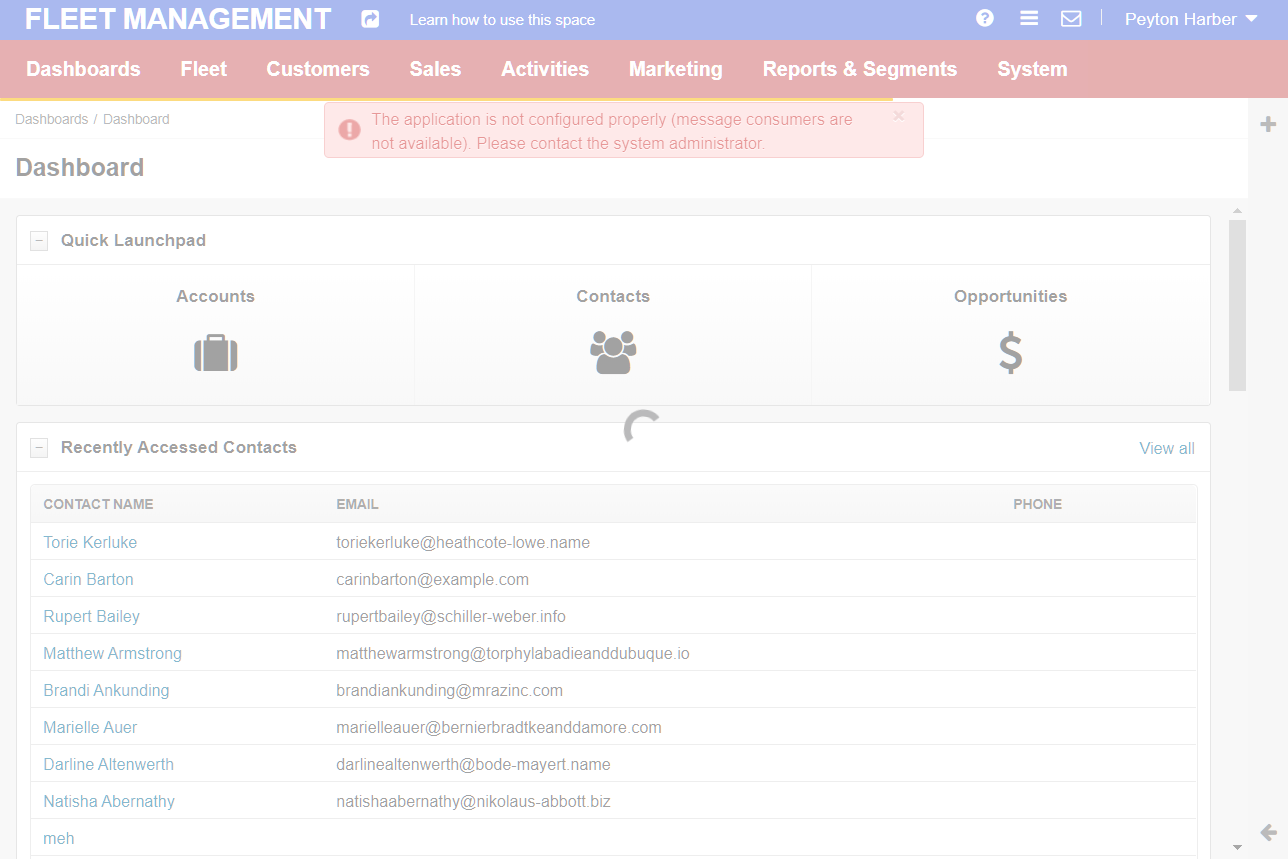 FLEET MANAGEMENT
Learn how to use this space
Peyton Harber
Dashboards Fleet Customers Sales Activities Marketing Reports & Segments System
Dashboards / Dashboard
The application is not configured properly (message consumers are
not available). Please contact the system administrator.
×
Dashboard
Quick Launchpad
Accounts Contacts Opportunities
Recently Accessed Contacts
View all
CONTACT NAME EMAIL PHONE
Torie Kerluke toriekerluke@heathcote-lowe.name
Carin Barton carinbarton@example.com
Rupert Bailey rupertbailey@schiller-weber.info
Matthew Armstrong matthewarmstrong@torphylabadieanddubuque.io
Brandi Ankunding brandiankunding@mrazinc.com
Marielle Auer marielleauer@bernierbradtkeanddamore.com
Darline Altenwerth darlinealtenwerth@bode-mayert.name
Natisha Abernathy natishaabernathy@nikolaus-abbott.biz
meh